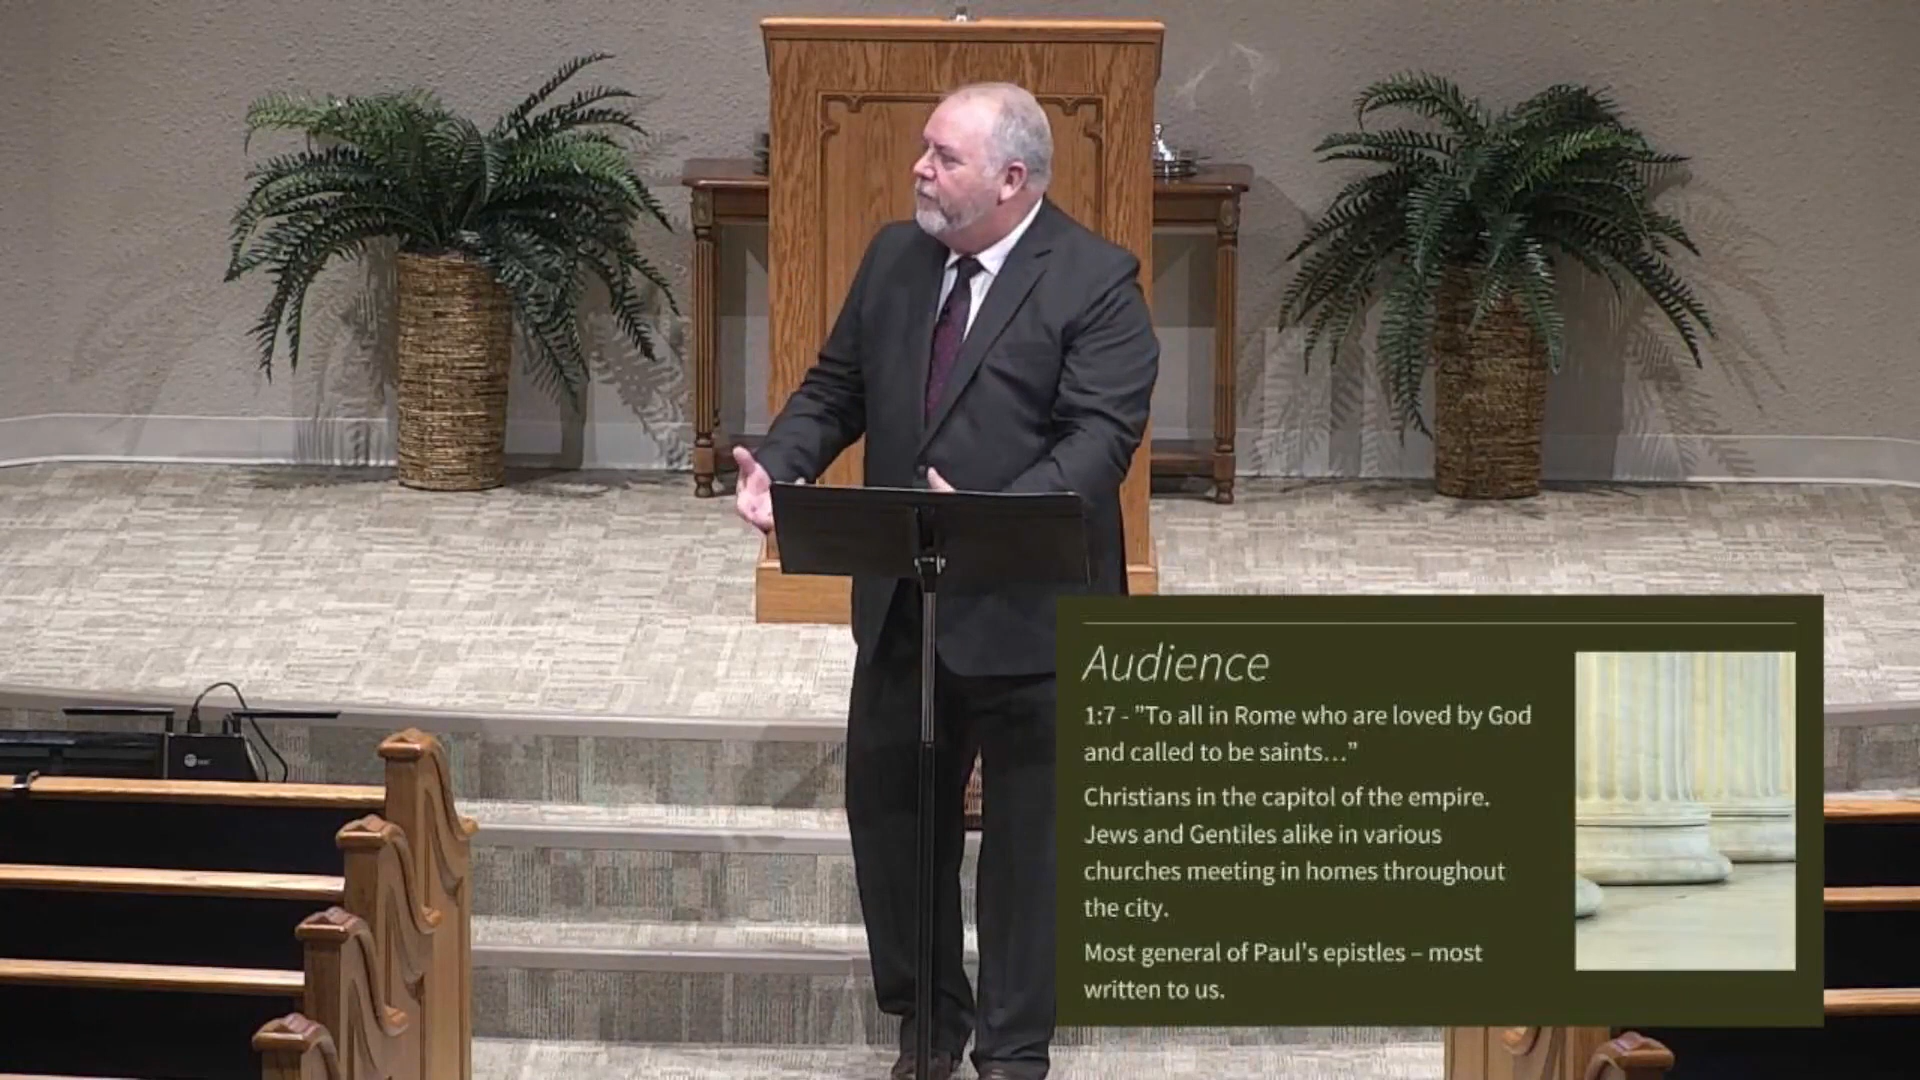 Audience
1:7 - "To all in Rome who are loved by God
and called to be saints…”
Christians in the capitol of the empire.
Jews and Gentiles alike in various
churches meeting in homes throughout
the city.
Most general of Paul's epistles – most
written to us.